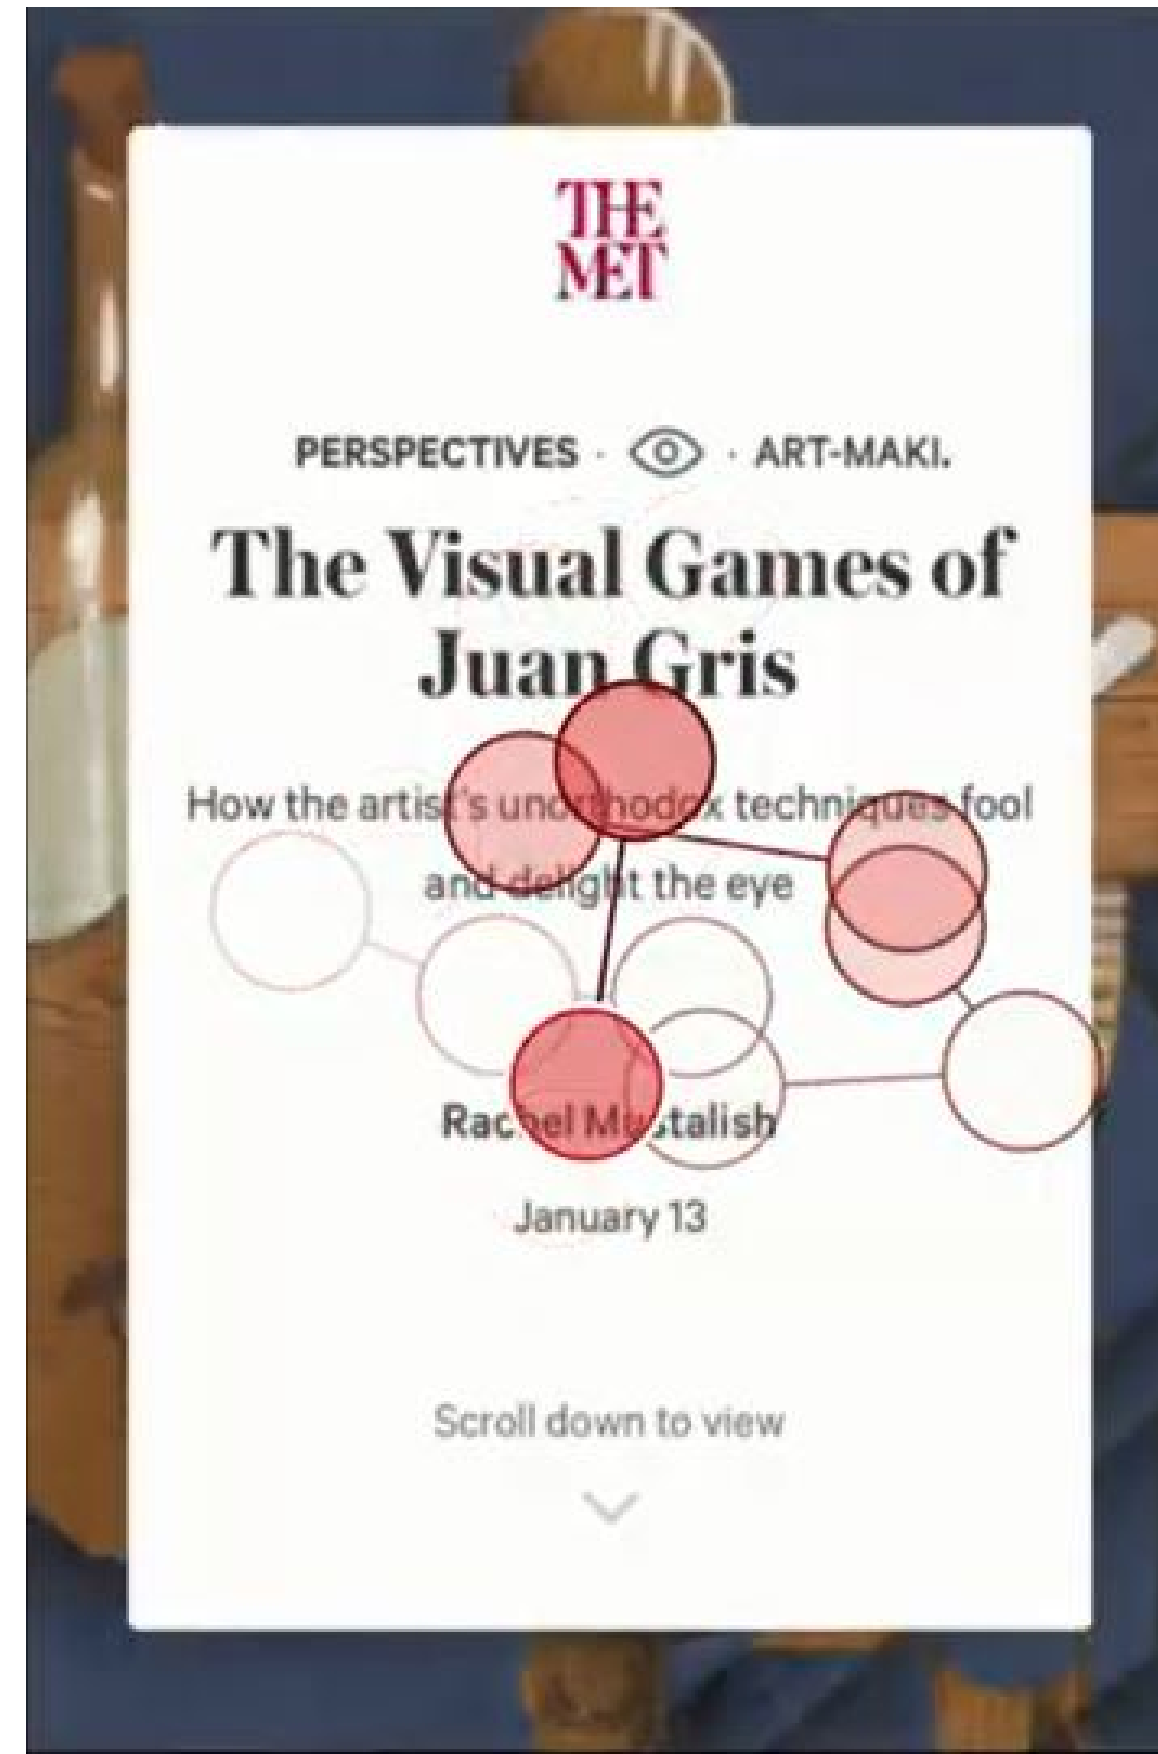 THE
MET
PERSPECTIVES · · ART-MAKI.
The Visual Games of
Juan Gris
How the artist's unorthodox techniques fool
and delight the eye
Rachel Mustalish
January 13
Scroll down to view